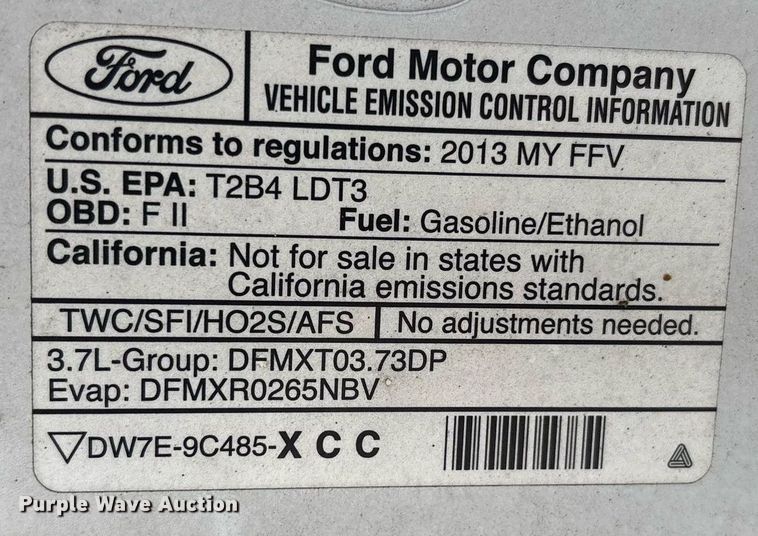 Ford
Ford Motor Company
VEHICLE EMISSION CONTROL INFORMATION
Conforms to regulations: 2013 MY FFV
U.S. EPA: T2B4 LDT3
OBD: F II Fuel: Gasoline/Ethanol
California: Not for sale in states with
California emissions standards.
TWC/SFI/HO2S/AFS No adjustments needed.
3.7L-Group: DFMXT03.73DP
Evap: DFMXR0265NBV
DW7E-9C485-X C C
Purple Wave Auction